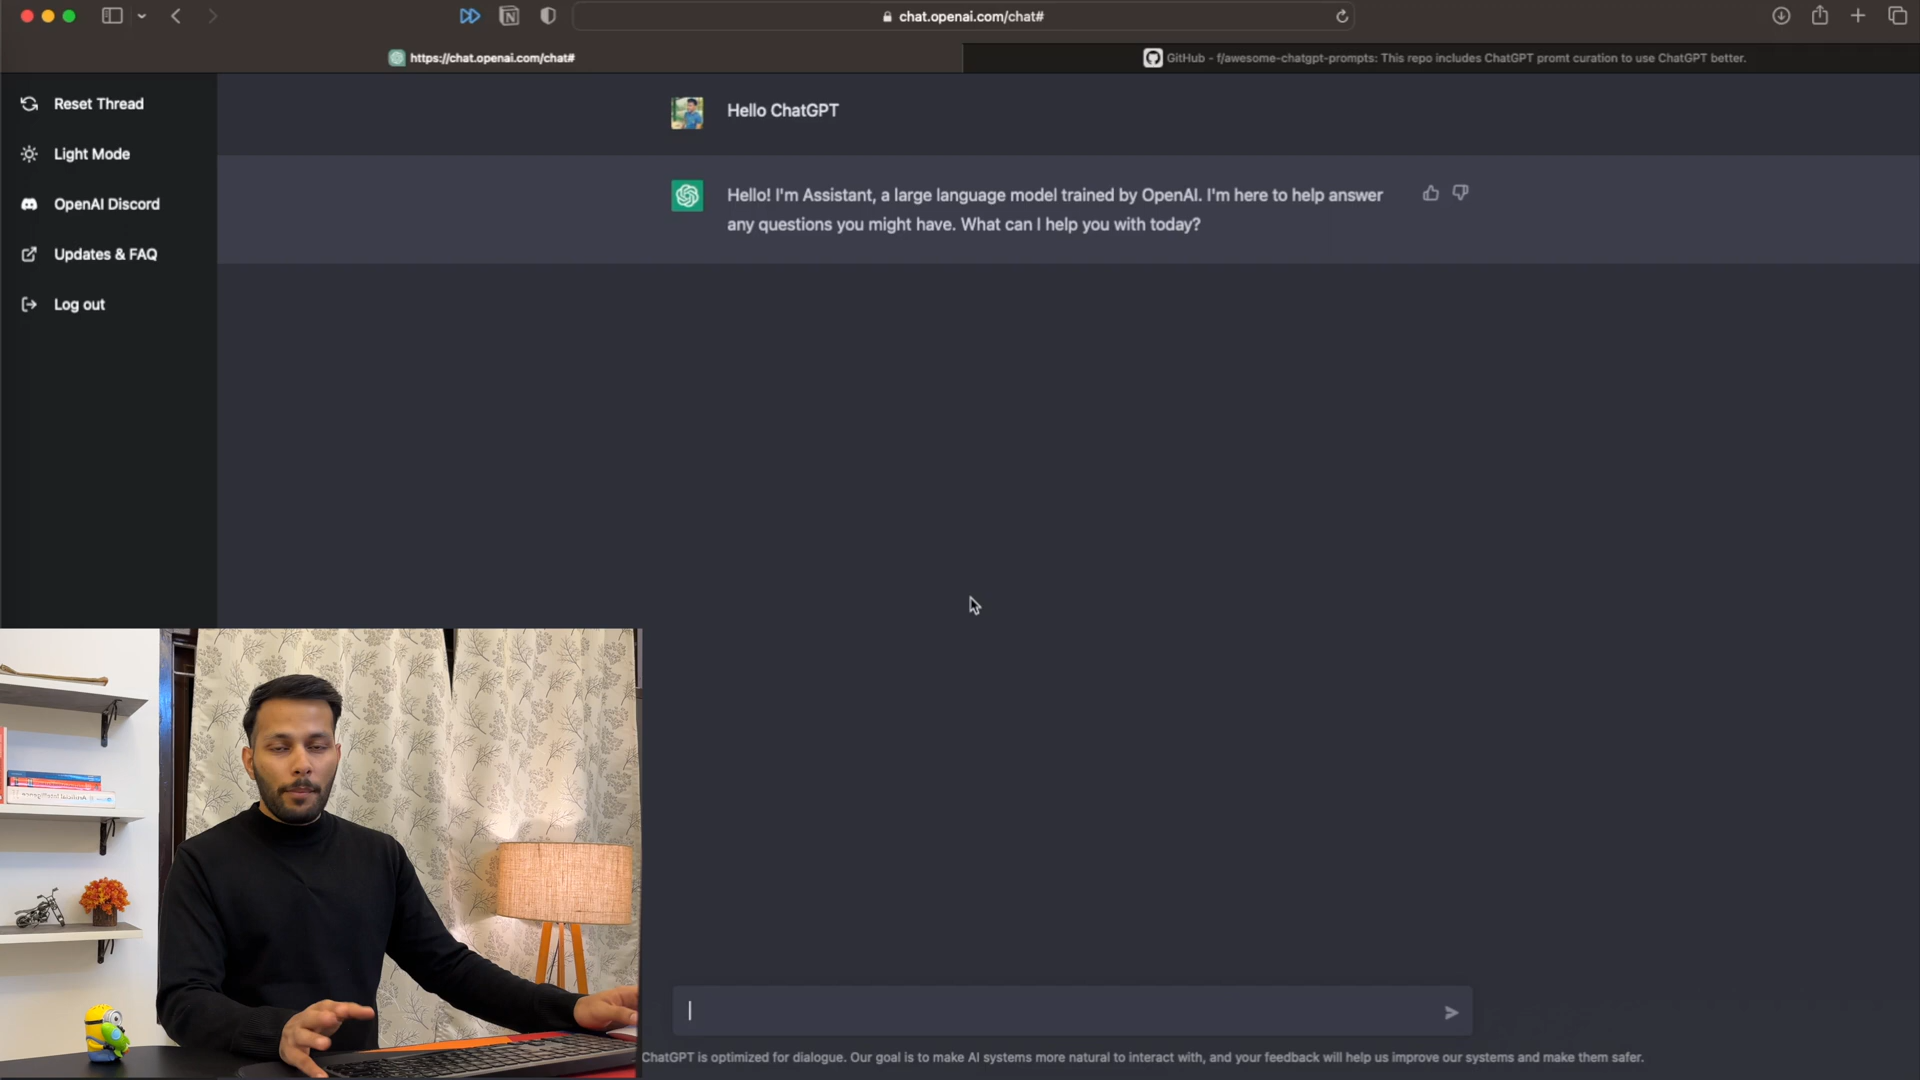 chat.openai.com/chat#
https://chat.openai.com/chat#
GitHub - f/awesome-chatgpt-prompts: This repo includes ChatGPT promt curation to use ChatGPT better.
Reset Thread
Light Mode
OpenAI Discord
Updates & FAQ
Log out
Hello ChatGPT
Hello! I'm Assistant, a large language model trained by OpenAI. I'm here to help answer
any questions you might have. What can I help you with today?
ChatGPT is optimized for dialogue. Our goal is to make AI systems more natural to interact with, and your feedback will help us improve our systems and make them safer.